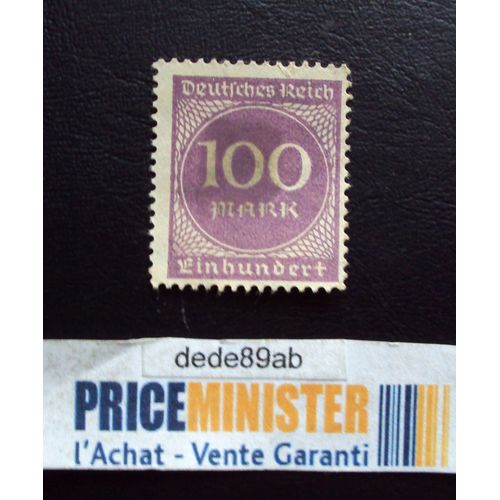 Deutsches Reich
100
MARK
Einhundert
dede89ab
PRICEMINISTER
l'Achat - Vente Garanti